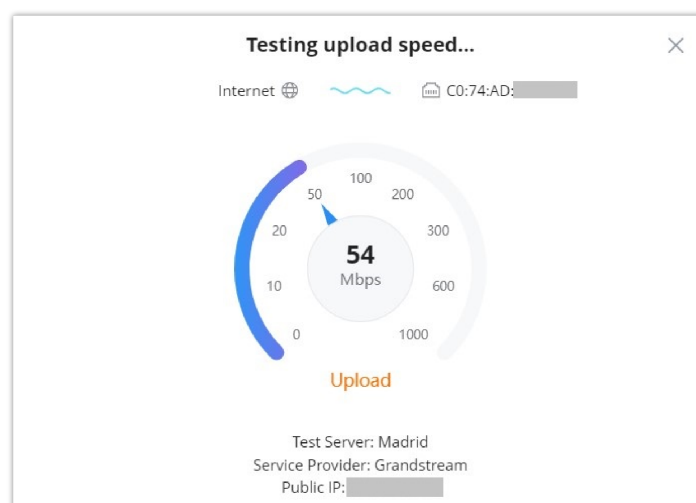 Testing upload speed...
Internet C0:74:AD:
100
50 200
20 300
54
Mbps
10 600
0 1000
Upload
Test Server: Madrid
Service Provider: Grandstream
Public IP: